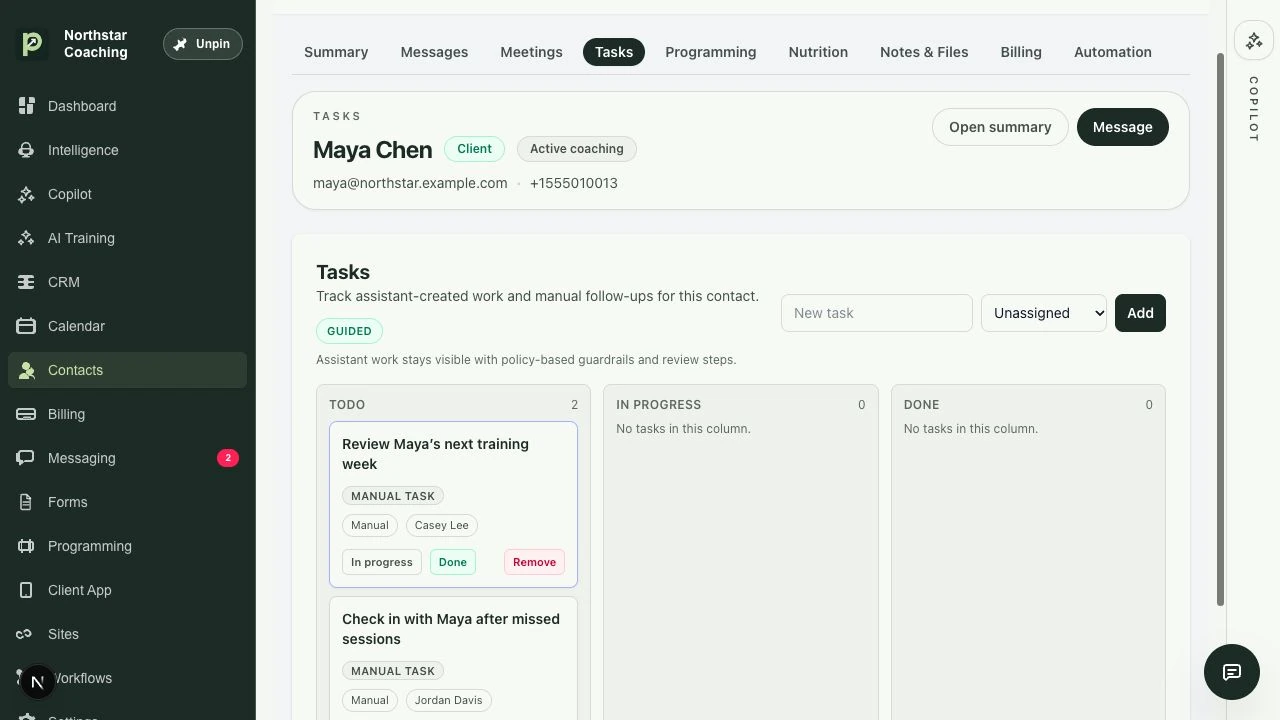 Northstar
Coaching
Unpin
Dashboard
Intelligence
Copilot
AI Training
CRM
Calendar
Contacts
Billing
Messaging
2
Forms
Programming
Client App
Sites
Workflows
Settings
N
Summary
Messages
Meetings
Tasks
Programming
Nutrition
Notes & Files
Billing
Automation
TASKS
Maya Chen
Client
Active coaching
maya@northstar.example.com · +1555010013
Open summary
Message
Tasks
Track assistant-created work and manual follow-ups for this contact.
GUIDED
Assistant work stays visible with policy-based guardrails and review steps.
New task
Unassigned
Add
TODO
2
Review Maya's next training
week
MANUAL TASK
Manual
Casey Lee
In progress
Done
Remove
Check in with Maya after missed
sessions
MANUAL TASK
Manual
Jordan Davis
IN PROGRESS
0
No tasks in this column.
DONE
0
No tasks in this column.
COPILOT